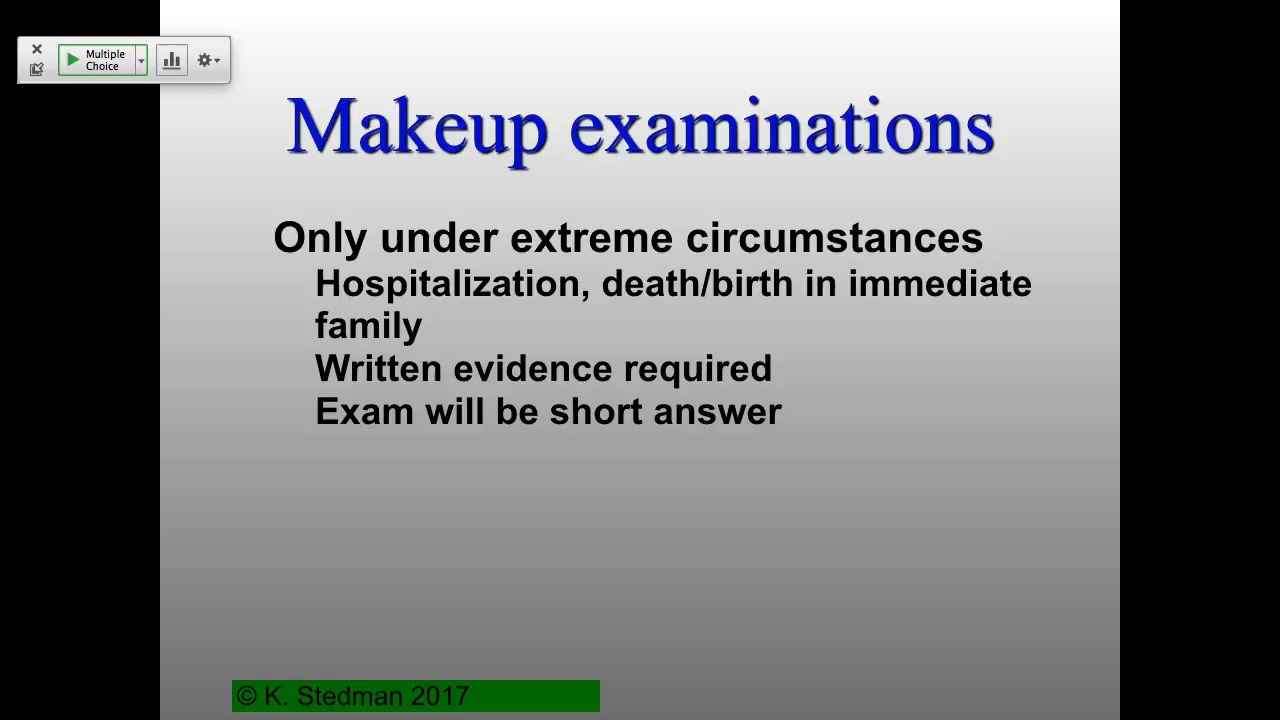 Multiple
Choice
Makeup examinations
Only under extreme circumstances
Hospitalization, death/birth in immediate
family
Written evidence required
Exam will be short answer
© K. Stedman 2017